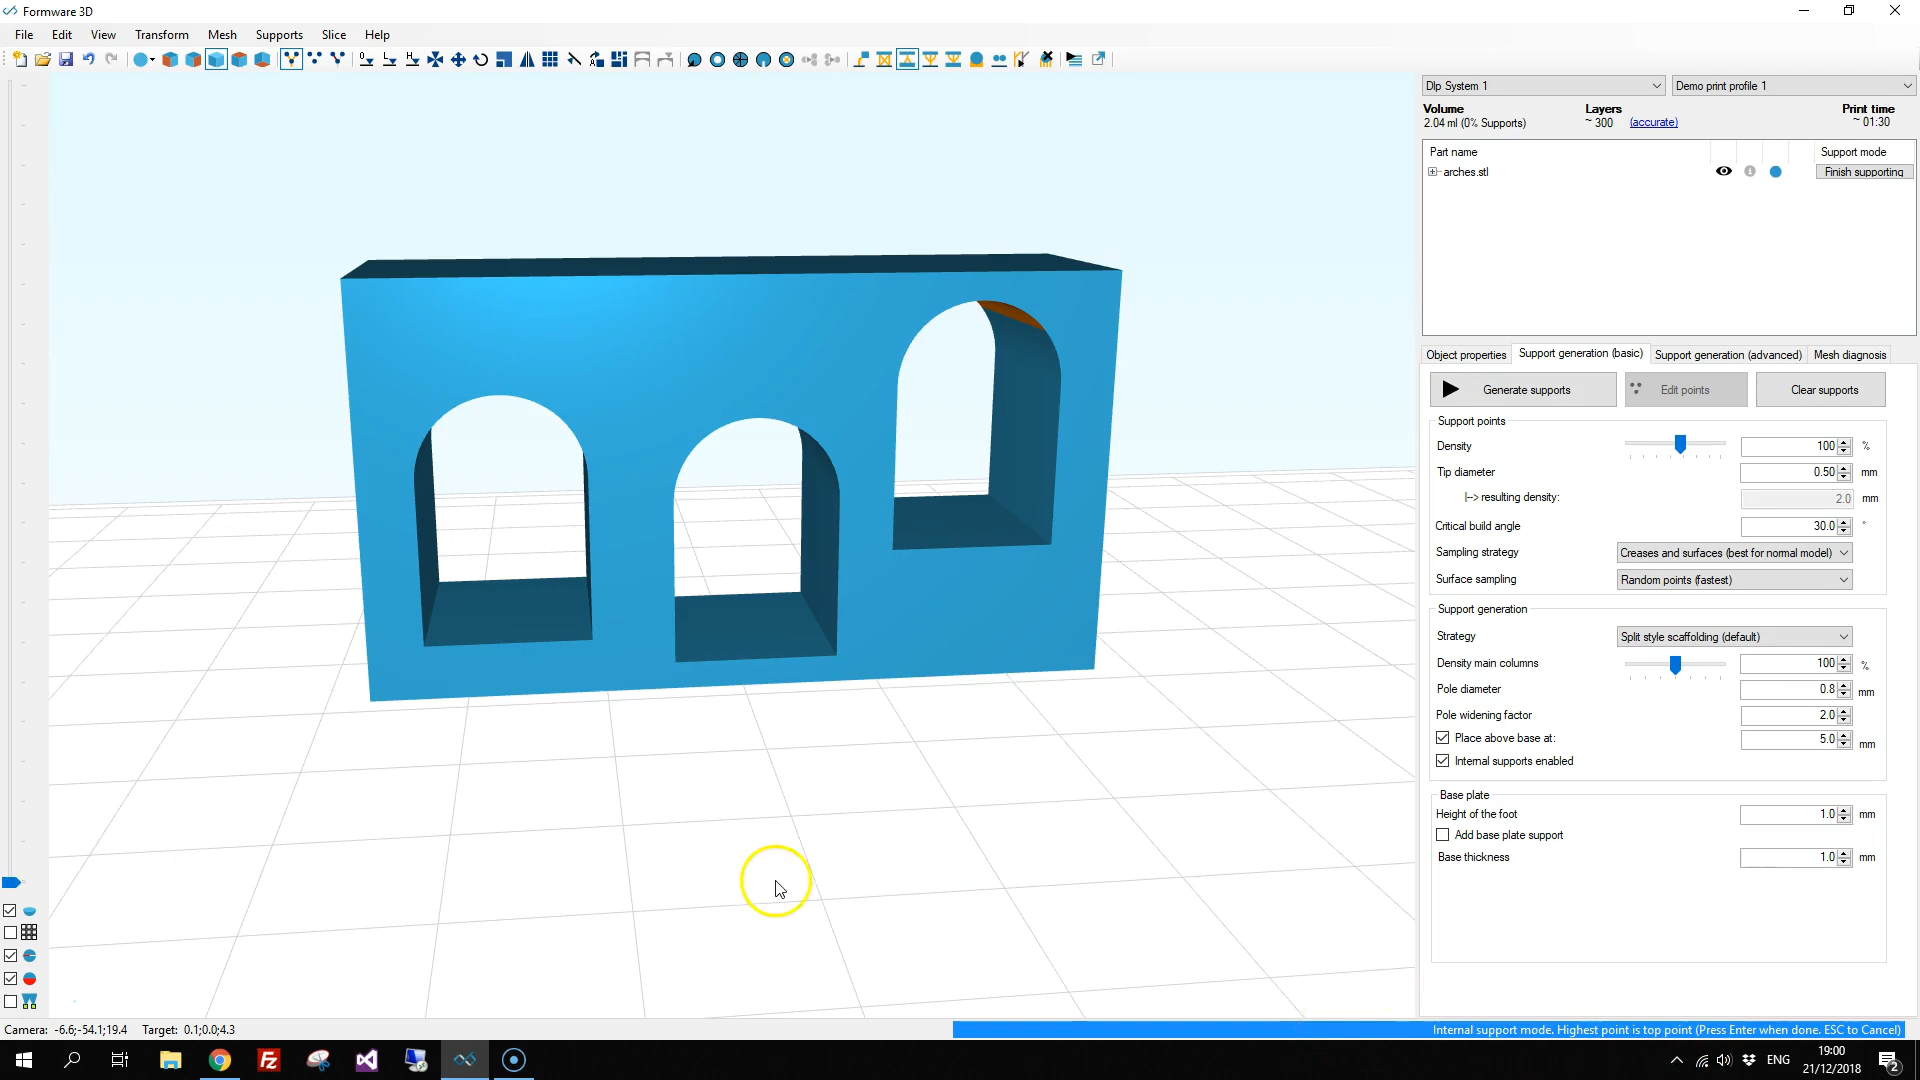 Formware 3D
File Edit View Transform Mesh Supports Slice Help
Dlp System 1 Demo print profile 1
Volume Layers Print time
2.04 ml (0% Supports) ~ 300 (accurate) ~ 01:30
Part name Support mode
arches.stl Finish supporting
Object properties Support generation (basic) Support generation (advanced) Mesh diagnosis
Generate supports Edit points Clear supports
Support points
Density 100 %
Tip diameter 0.50 mm
|--> resulting density: 2.0 mm
Critical build angle 30.0 °
Sampling strategy Creases and surfaces (best for normal model)
Surface sampling Random points (fastest)
Support generation
Strategy Split style scaffolding (default)
Density main columns 100 %
Pole diameter 0.8 mm
Pole widening factor 2.0
Place above base at: 5.0 mm
Internal supports enabled
Base plate
Height of the foot 1.0 mm
Add base plate support
Base thickness 1.0 mm
Camera: -6.6;-54.1;19.4 Target: 0.1;0.0;4.3 Internal support mode. Highest point is top point (Press Enter when done. ESC to Cancel)
ENG 19:00
21/12/2018 2